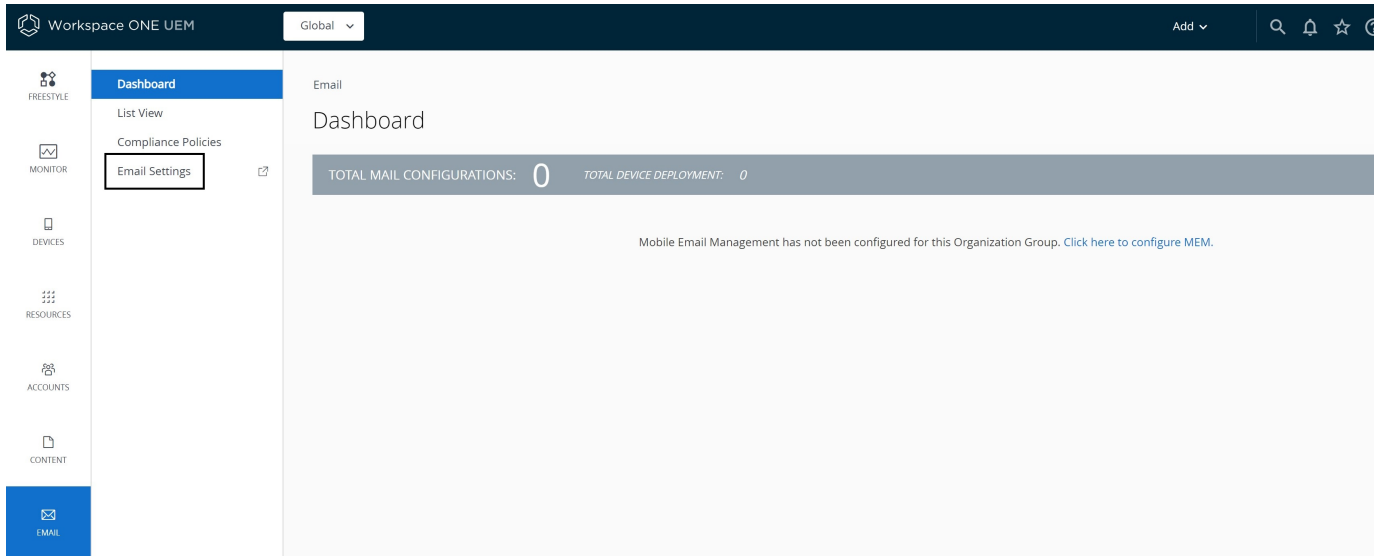 Workspace ONE UEM
Global
Add
FREESTYLE
MONITOR
DEVICES
RESOURCES
ACCOUNTS
CONTENT
EMAIL
Dashboard
List View
Compliance Policies
Email Settings
Email
Dashboard
TOTAL MAIL CONFIGURATIONS: 0 TOTAL DEVICE DEPLOYMENT: 0
Mobile Email Management has not been configured for this Organization Group. Click here to configure MEM.